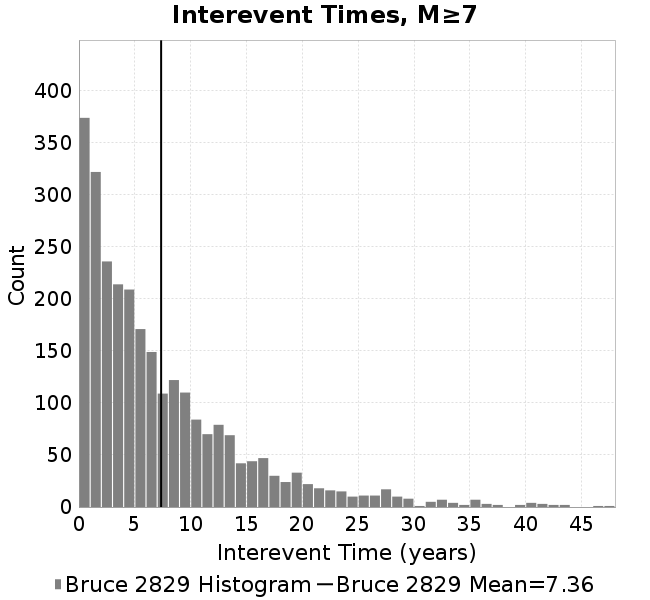 Interevent Times, M≥7
Count
400
350
300
250
200
150
100
50
0
0 5 10 15 20 25 30 35 40 45
Interevent Time (years)
Bruce 2829 Histogram Bruce 2829 Mean=7.36